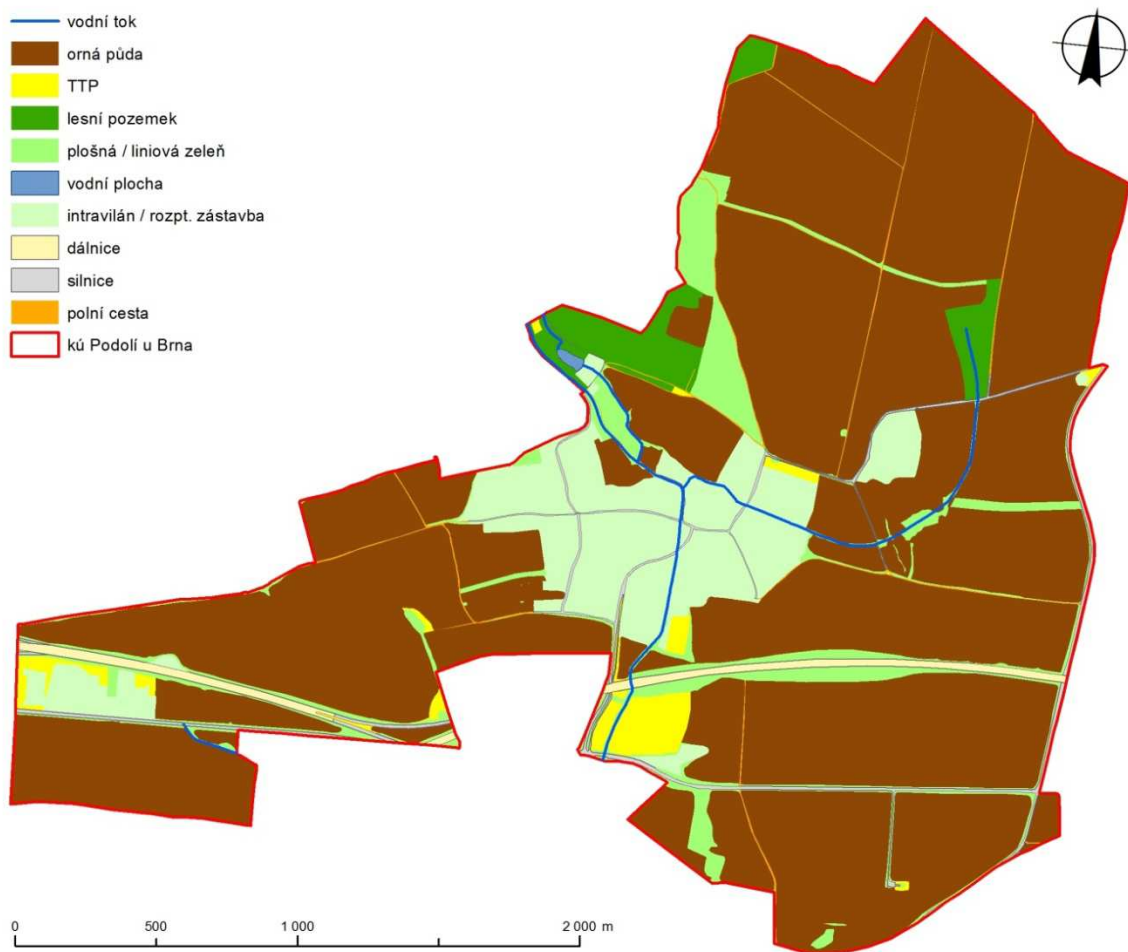 vodní tok
orná půda
TTP
lesní pozemek
plošná / liniová zeleň
vodní plocha
intravilán / rozpt. zástavba
dálnice
silnice
polní cesta
kú Podolí u Brna
0 500 1 000 2 000 m